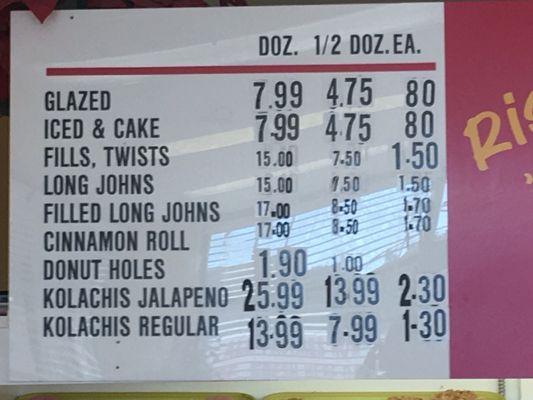 DOZ. 1/2 DOZ. EA.
GLAZED 7.99 4.75 80
ICED & CAKE 7.99 4.75 80
FILLS, TWISTS 15.00 7.50 1.50
LONG JOHNS 15.00 7.50 1.50
FILLED LONG JOHNS 17.00 8.50 1.70
CINNAMON ROLL 17.00 8.50 1.70
DONUT HOLES 1.90 1.00
KOLACHIS JALAPENO 25.99 13.99 2.30
KOLACHIS REGULAR 13.99 7.99 1.30
Ris